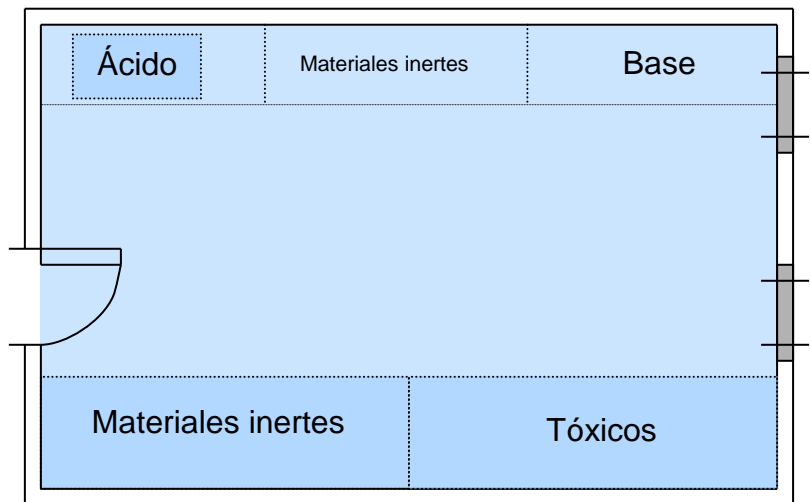 Ácido
Materiales inertes
Base
Materiales inertes
Tóxicos